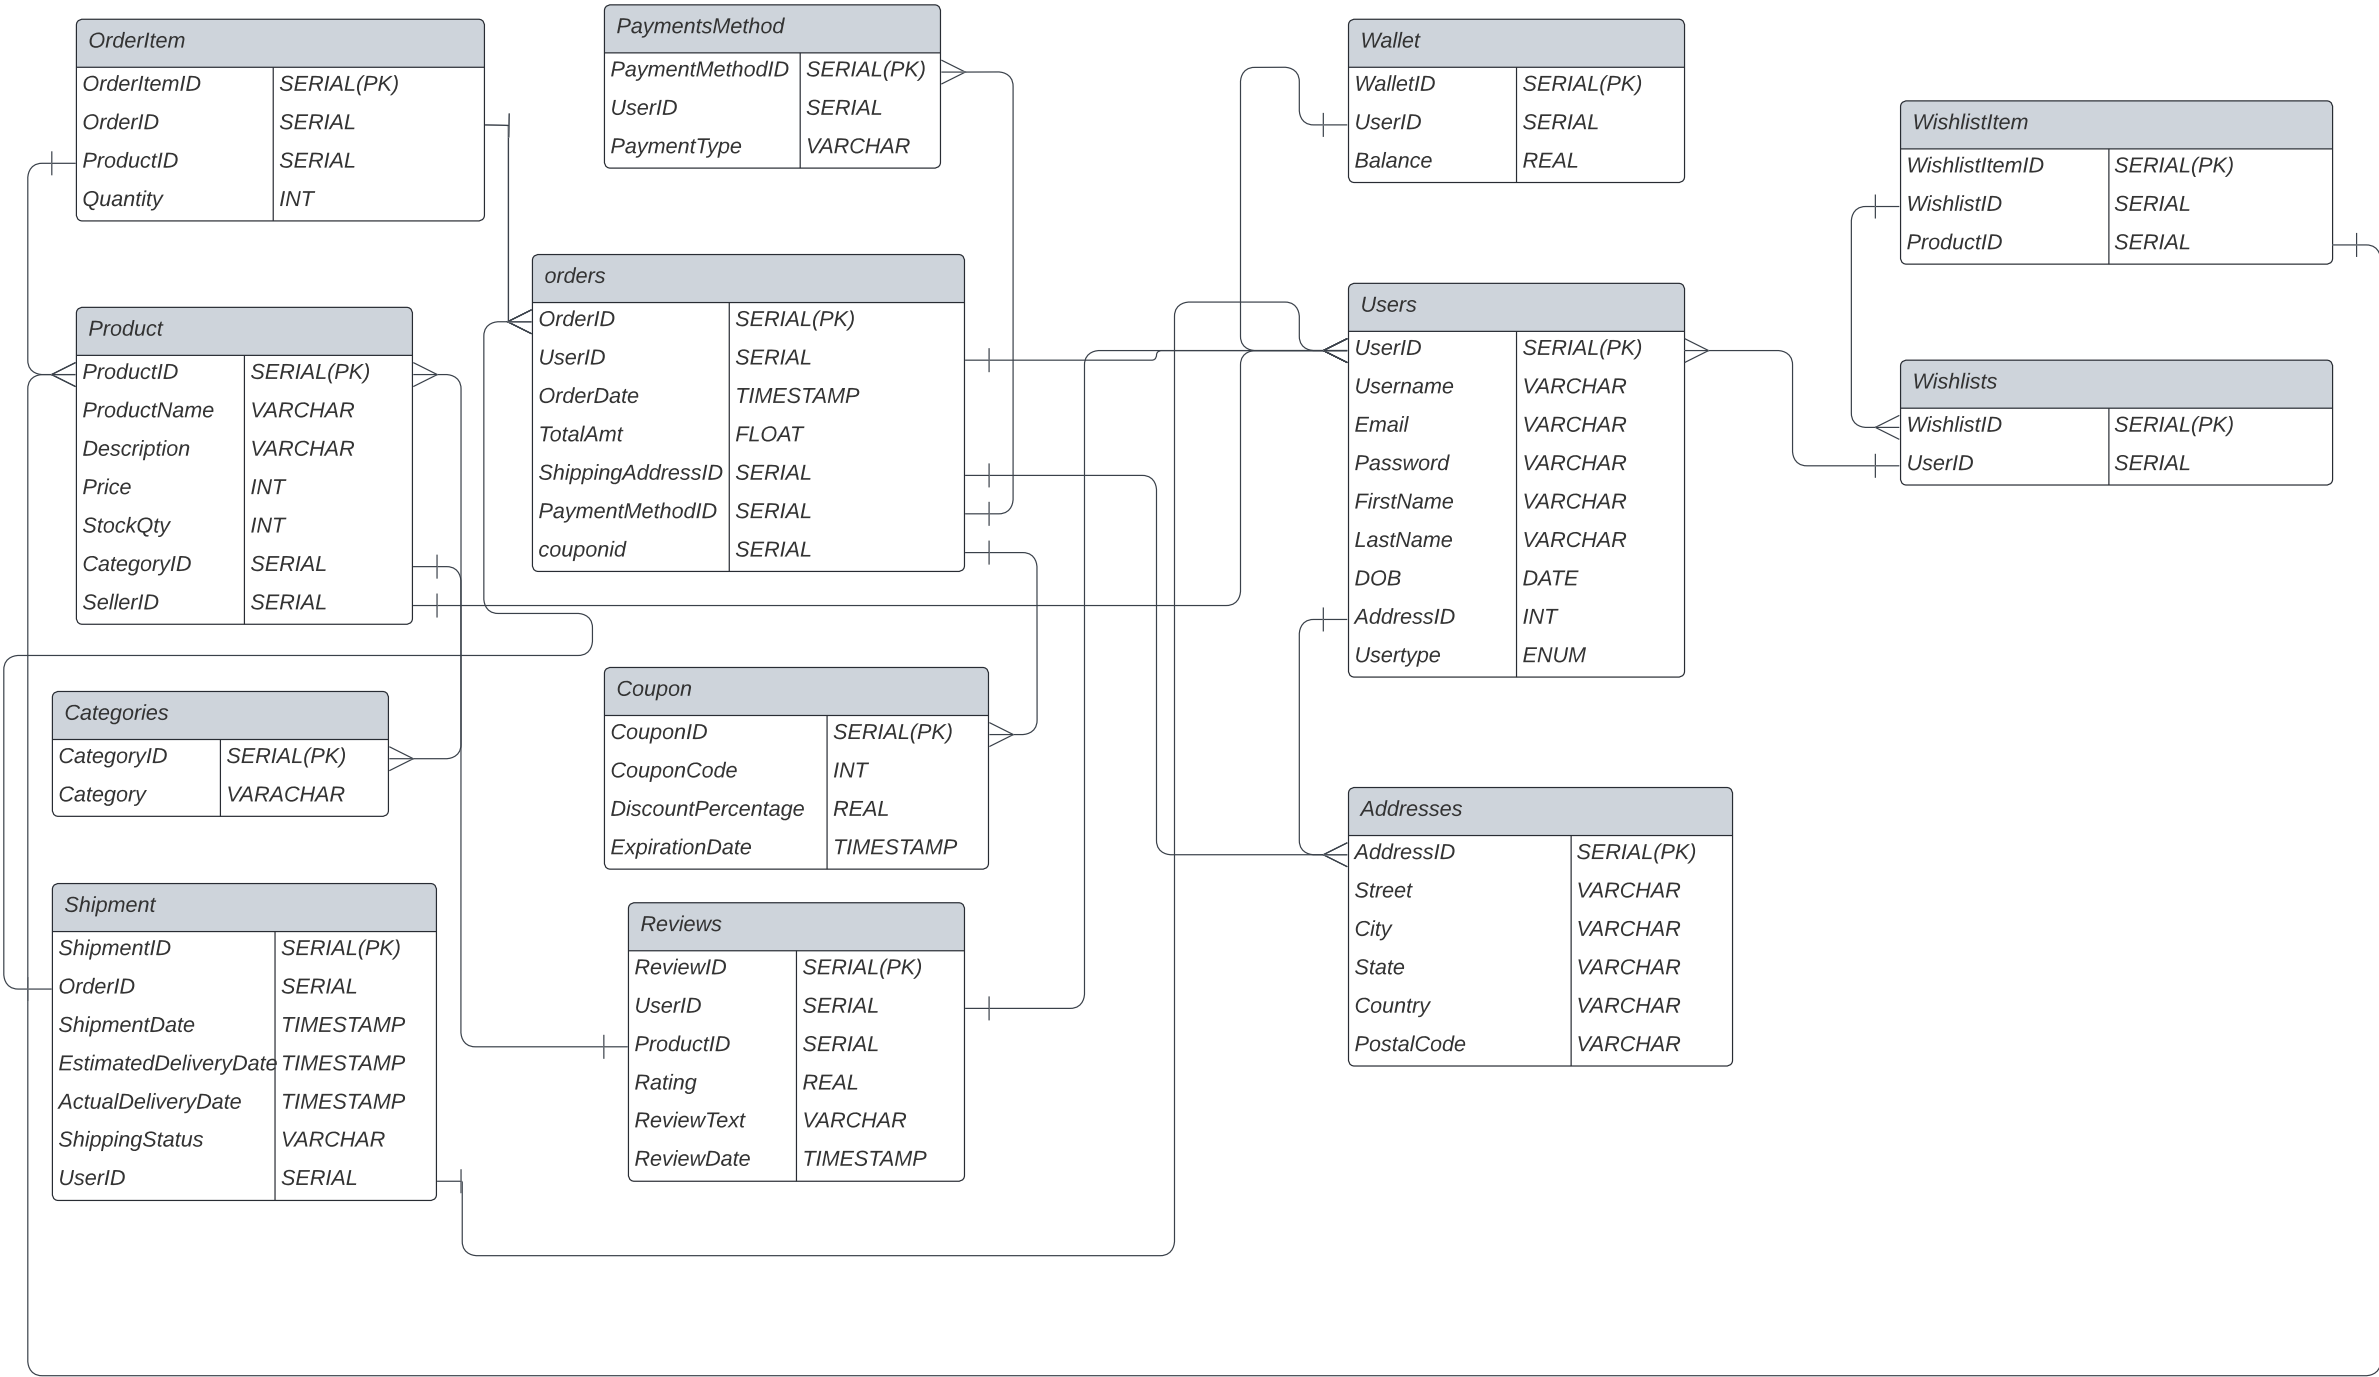 OrderItem
OrderItemID SERIAL(PK)
OrderID SERIAL
ProductID SERIAL
Quantity INT
PaymentsMethod
PaymentMethodID SERIAL(PK)
UserID SERIAL
PaymentType VARCHAR
Wallet
WalletID SERIAL(PK)
UserID SERIAL
Balance REAL
WishlistItem
WishlistItemID SERIAL(PK)
WishlistID SERIAL
ProductID SERIAL
Product
ProductID SERIAL(PK)
ProductName VARCHAR
Description VARCHAR
Price INT
StockQty INT
CategoryID SERIAL
SellerID SERIAL
orders
OrderID SERIAL(PK)
UserID SERIAL
OrderDate TIMESTAMP
TotalAmt FLOAT
ShippingAddressID SERIAL
PaymentMethodID SERIAL
couponid SERIAL
Users
UserID SERIAL(PK)
Username VARCHAR
Email VARCHAR
Password VARCHAR
FirstName VARCHAR
LastName VARCHAR
DOB DATE
AddressID INT
Usertype ENUM
Wishlists
WishlistID SERIAL(PK)
UserID SERIAL
Categories
CategoryID SERIAL(PK)
Category VARACHAR
Coupon
CouponID SERIAL(PK)
CouponCode INT
DiscountPercentage REAL
ExpirationDate TIMESTAMP
Addresses
AddressID SERIAL(PK)
Street VARCHAR
City VARCHAR
State VARCHAR
Country VARCHAR
PostalCode VARCHAR
Shipment
ShipmentID SERIAL(PK)
OrderID SERIAL
ShipmentDate TIMESTAMP
EstimatedDeliveryDate TIMESTAMP
ActualDeliveryDate TIMESTAMP
ShippingStatus VARCHAR
UserID SERIAL
Reviews
ReviewID SERIAL(PK)
UserID SERIAL
ProductID SERIAL
Rating REAL
ReviewText VARCHAR
ReviewDate TIMESTAMP